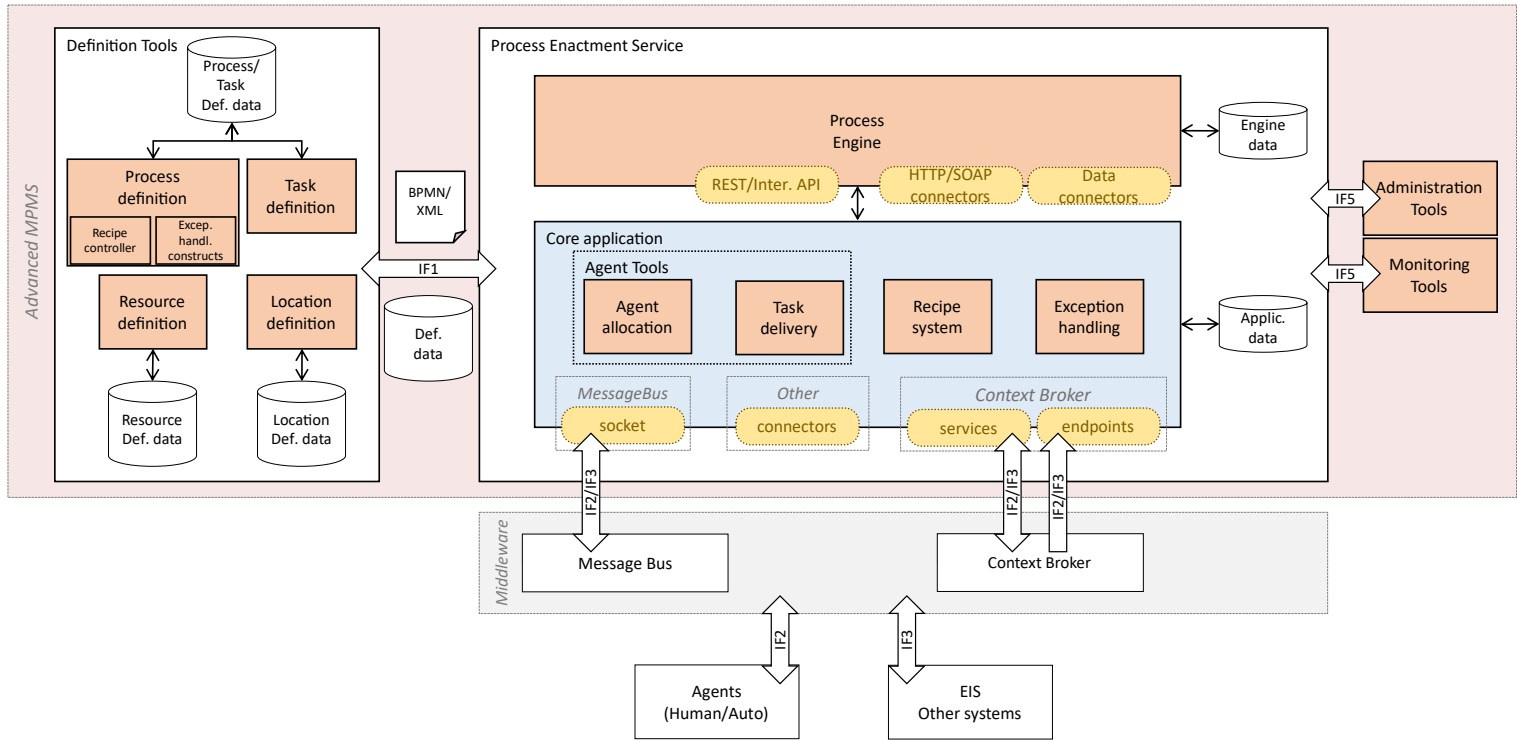 Advanced MPMS
Definition Tools
Process/
Task
Def. data
Process
definition
Recipe
controller
Excep.
handl.
constructs
Task
definition
Resource
definition
Location
definition
Resource
Def. data
Location
Def. data
BPMN/
XML
IF1
Def.
data
Process Enactment Service
Process
Engine
REST/Inter. API
HTTP/SOAP
connectors
Data
connectors
Engine
data
Core application
Agent Tools
Agent
allocation
Task
delivery
Recipe
system
Exception
handling
Applic.
data
MessageBus
socket
Other
connectors
Context Broker
services
endpoints
IF5
Administration
Tools
IF5
Monitoring
Tools
IF2/IF3
IF2/IF3
IF2/IF3
Middleware
Message Bus
Context Broker
IF2
IF3
Agents
(Human/Auto)
EIS
Other systems